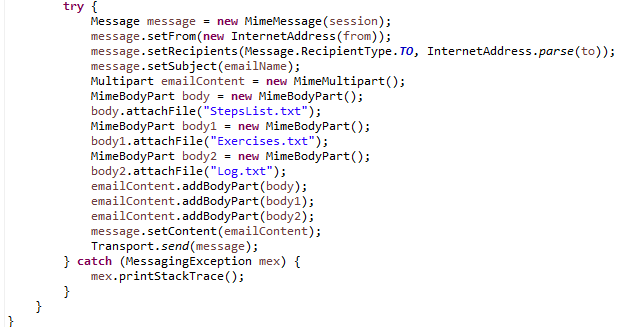 try {
Message message = new MimeMessage(session);
message.setFrom(new InternetAddress(from));
message.setRecipients(Message.RecipientType.TO, InternetAddress.parse(to));
message.setSubject(emailName);
Multipart emailContent = new MimeMultipart();
MimeBodyPart body = new MimeBodyPart();
body.attachFile("StepsList.txt");
MimeBodyPart body1 = new MimeBodyPart();
body1.attachFile("Exercises.txt");
MimeBodyPart body2 = new MimeBodyPart();
body2.attachFile("Log.txt");
emailContent.addBodyPart(body);
emailContent.addBodyPart(body1);
emailContent.addBodyPart(body2);
message.setContent(emailContent);
Transport.send(message);
} catch (MessagingException mex) {
mex.printStackTrace();
}
}
}